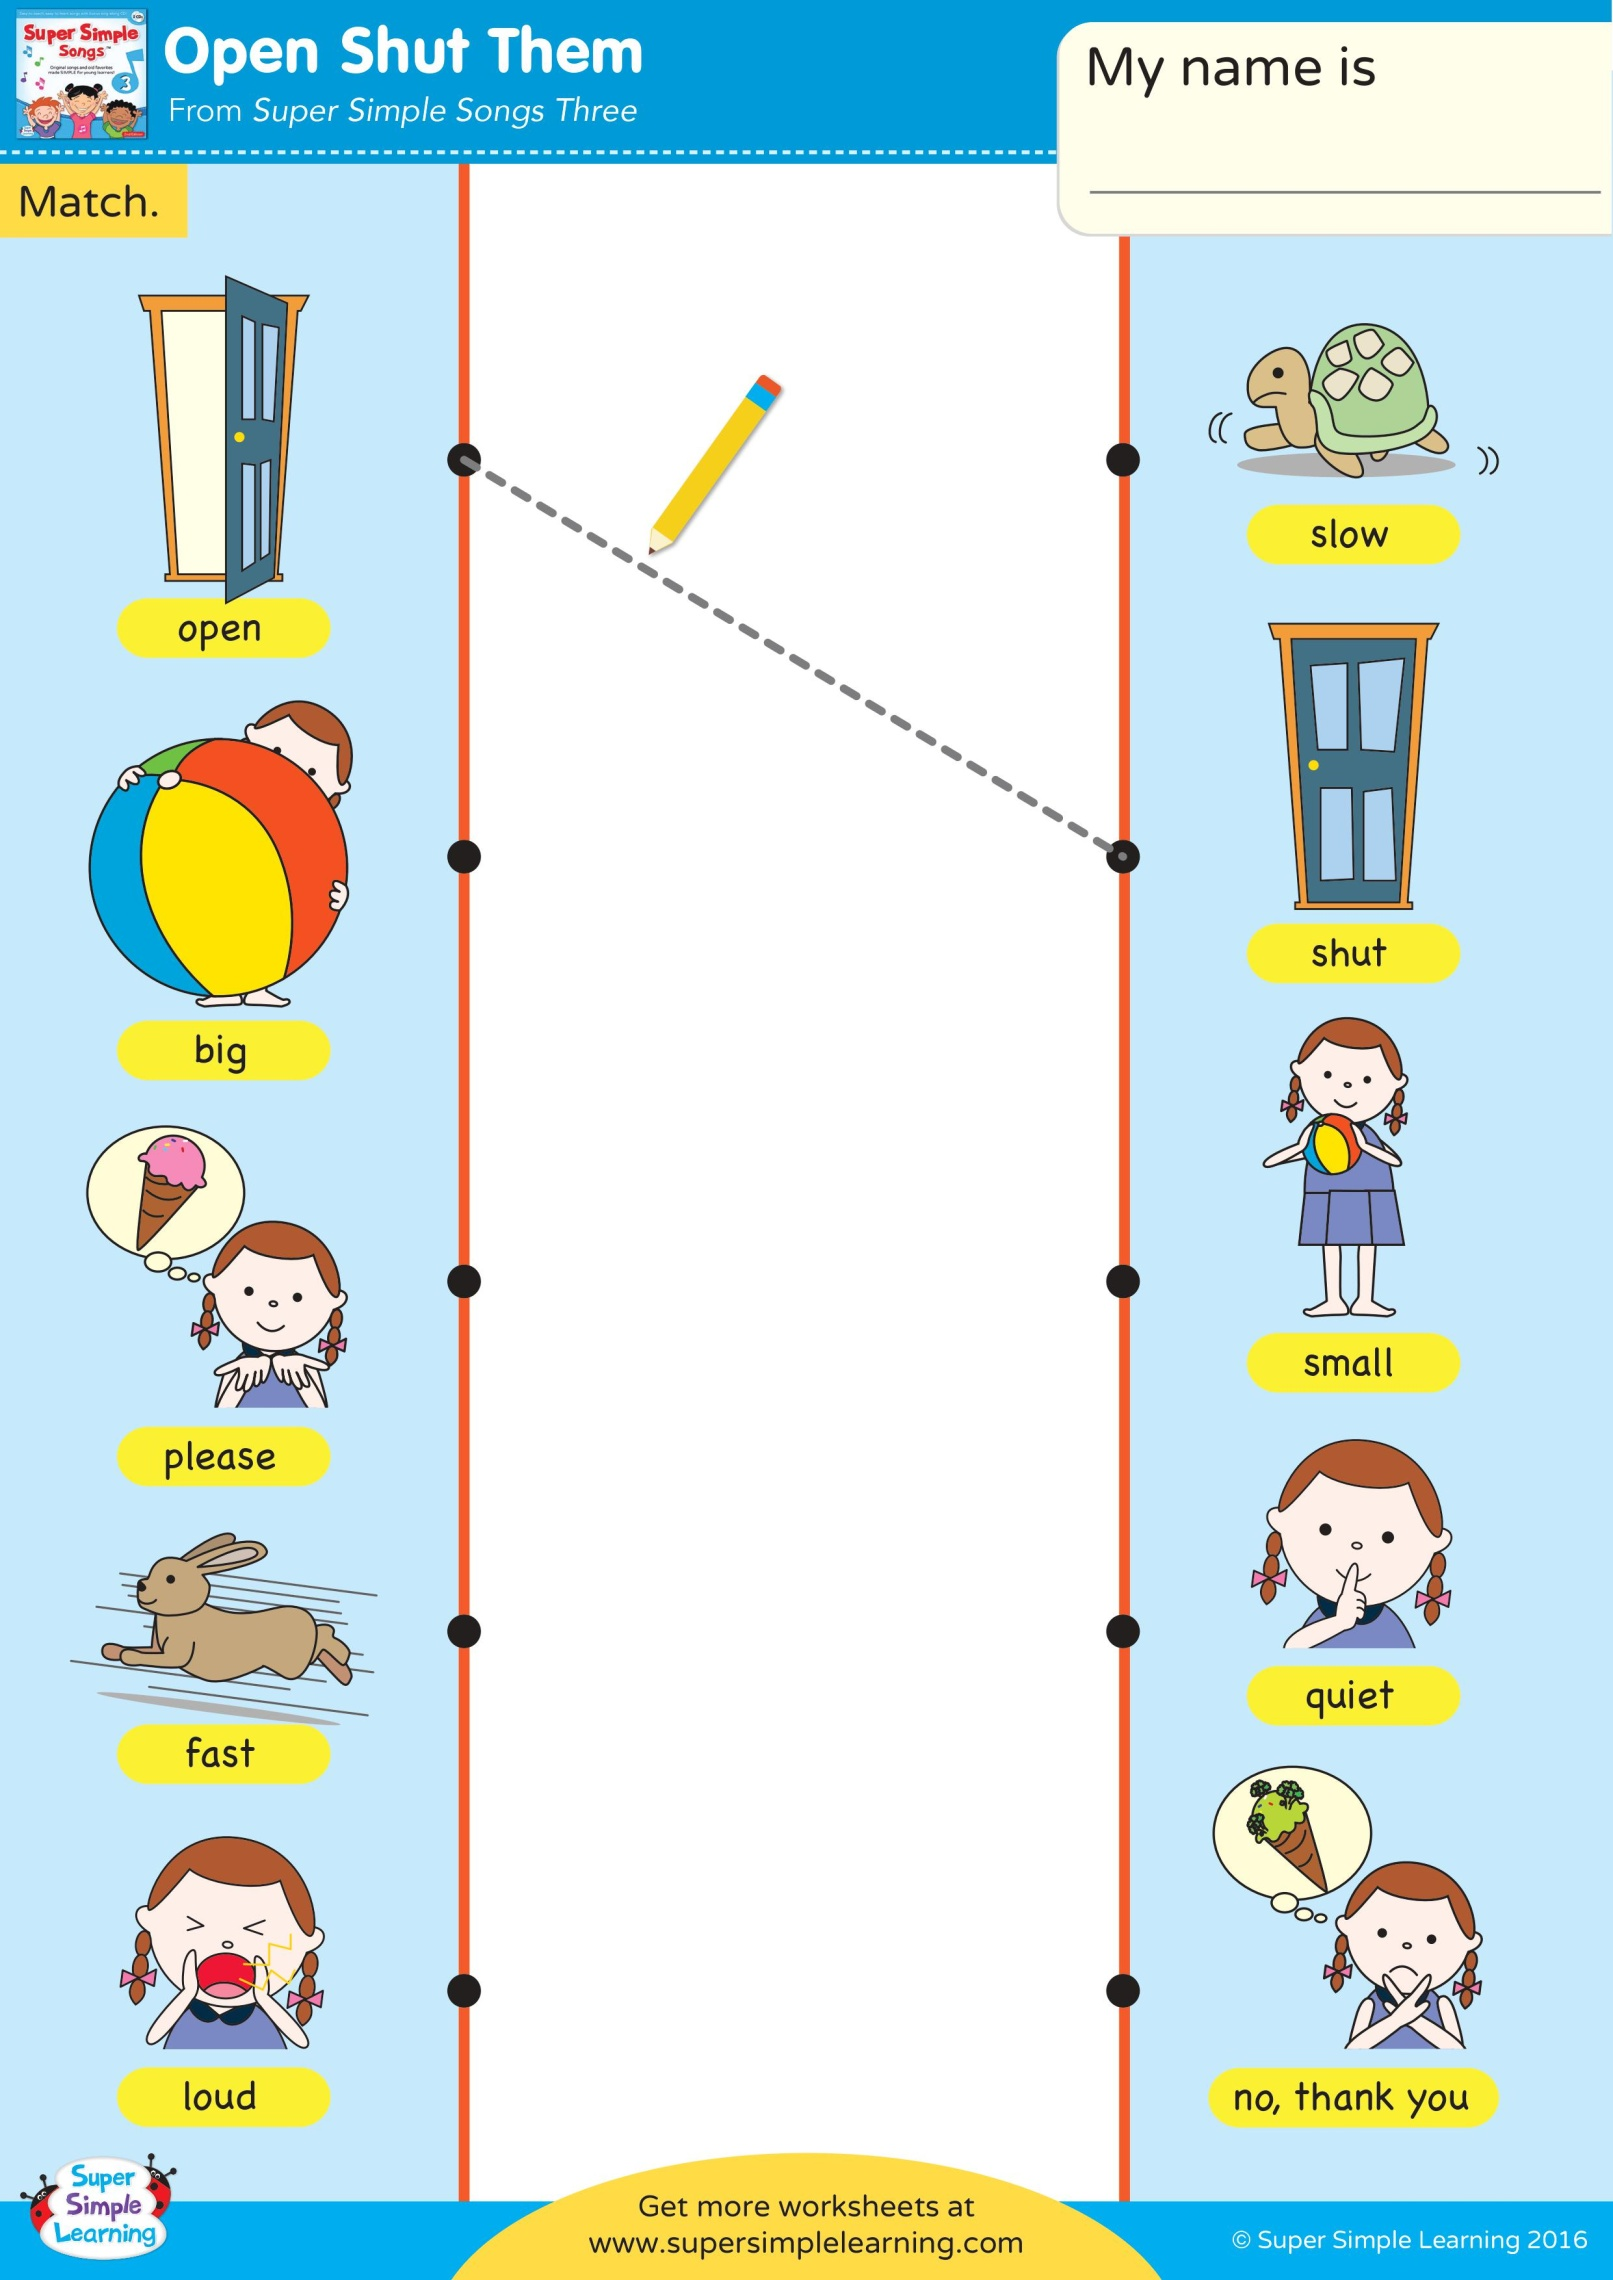 Super Simple
Songs
3
Open Shut Them
From Super Simple Songs Three
My name is
Match.
open
slow
big
shut
please
small
fast
quiet
loud
no, thank you
Super
Simple
Learning
Get more worksheets at
www.supersimplelearning.com
© Super Simple Learning 2016